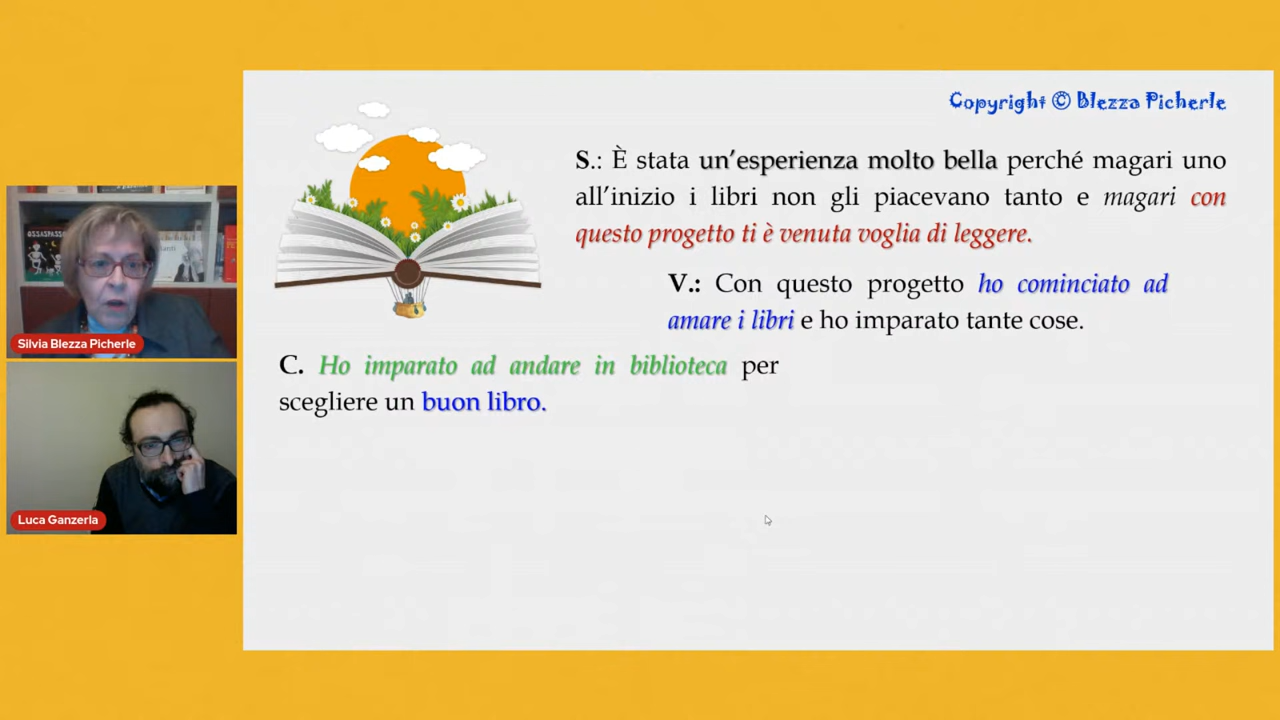 Copyright © Blezza Picherle
S.: È stata un'esperienza molto bella perché magari uno
all'inizio i libri non gli piacevano tanto e magari con
questo progetto ti è venuta voglia di leggere.
V.: Con questo progetto ho cominciato ad
amare i libri e ho imparato tante cose.
C. Ho imparato ad andare in biblioteca per
scegliere un buon libro.
OSSASPASSO
Silvia Blezza Picherle
Luca Ganzerla